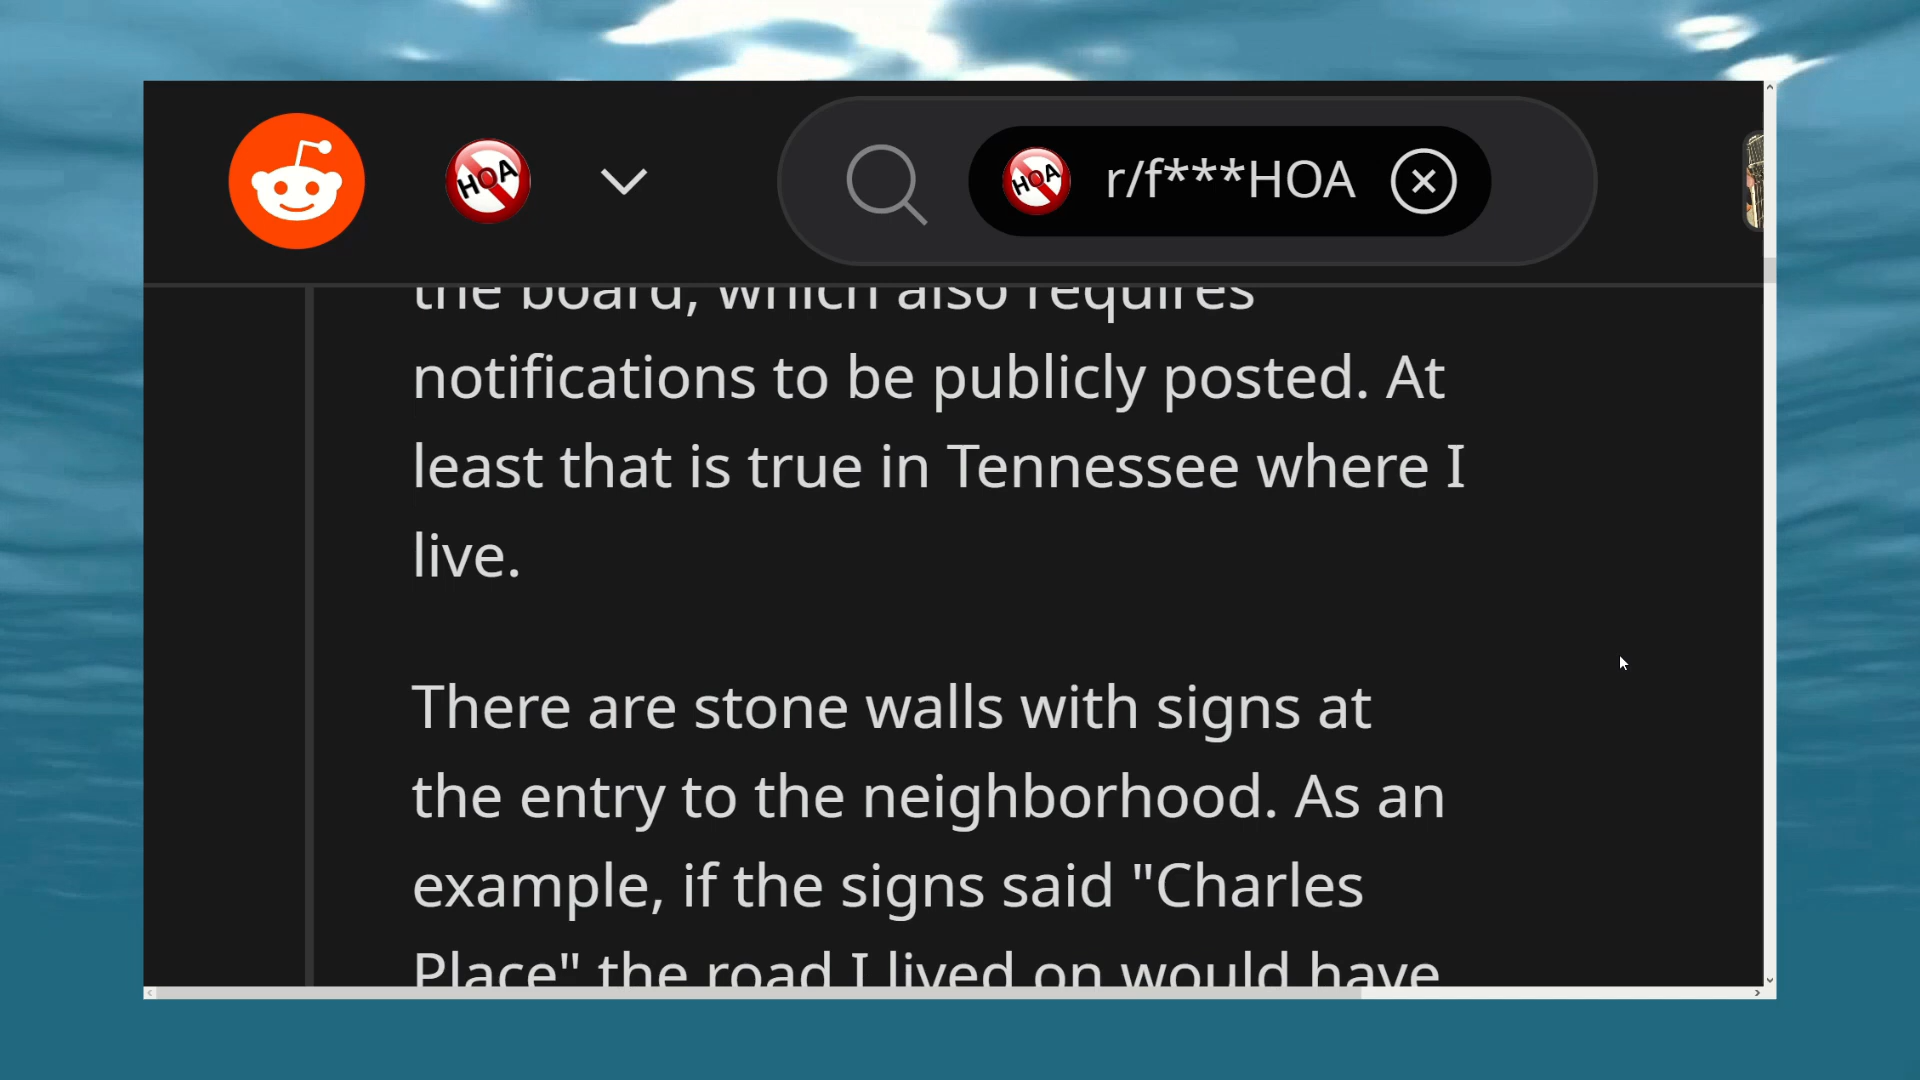 HOA
HOA
r/f***HOA
the board, which also requires
notifications to be publicly posted. At
least that is true in Tennessee where I
live.
There are stone walls with signs at
the entry to the neighborhood. As an
example, if the signs said "Charles
Place" the road I lived on would have